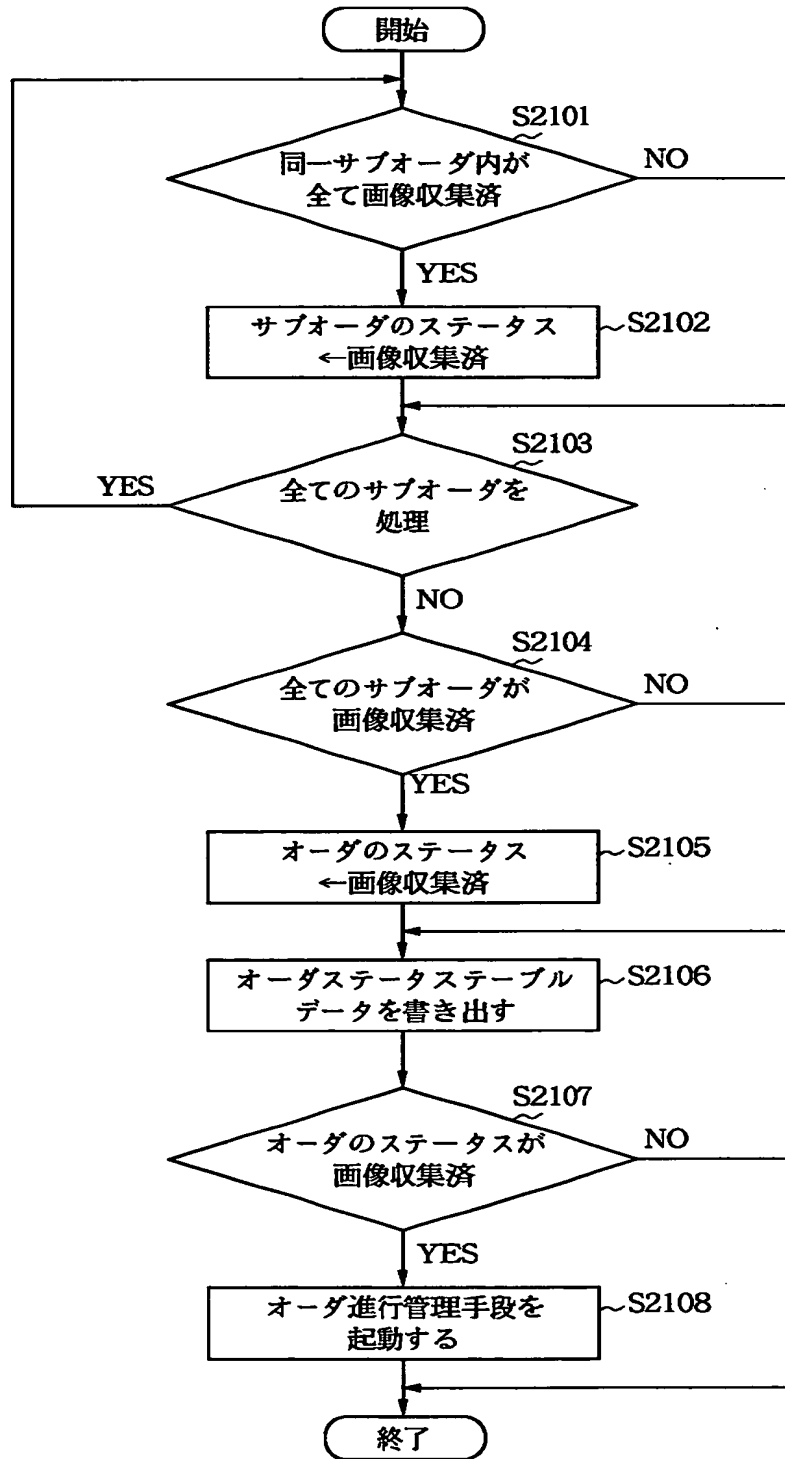 開始
S2101
同一サブオーダ内が
全て画像収集済
NO
YES
サブオーダのステータス
←画像収集済
S2102
S2103
YES
全てのサブオーダを
処理
NO
S2104
全てのサブオーダが
画像収集済
NO
YES
オーダのステータス
←画像収集済
S2105
オーダステータステーブル
データを書き出す
S2106
S2107
オーダのステータスが
画像収集済
NO
YES
オーダ進行管理手段を
起動する
S2108
終了